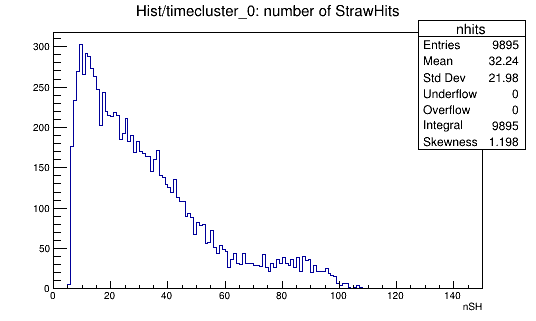 Hist/timecluster_0: number of StrawHits
nhits
Entries 9895
Mean 32.24
Std Dev 21.98
Underflow 0
Overflow 0
Integral 9895
Skewness 1.198
300
250
200
150
100
50
0
0 20 40 60 80 100 120 140
nSH